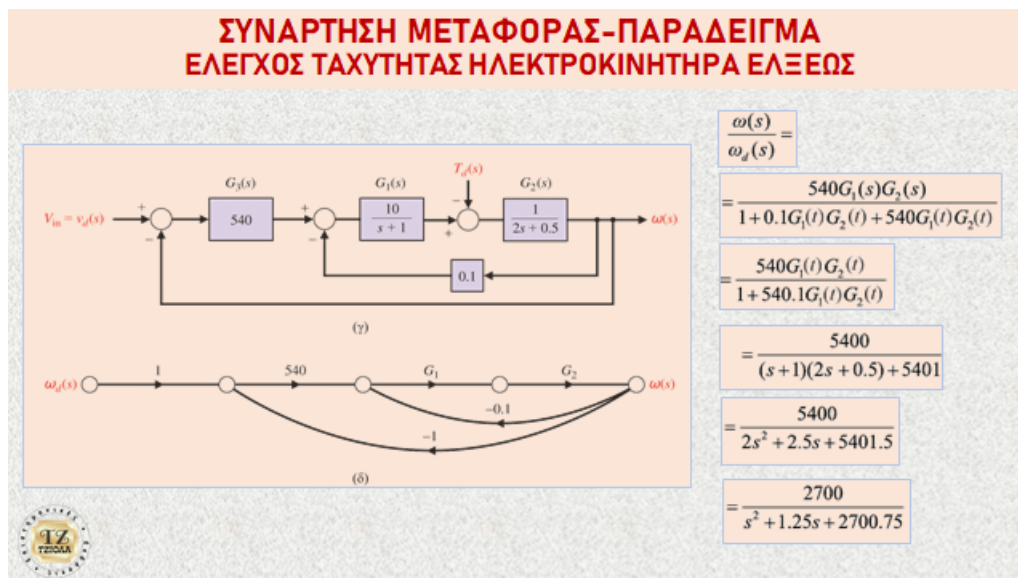 ΣΥΝΑΡΤΗΣΗ ΜΕΤΑΦΟΡΑΣ-ΠΑΡΑΔΕΙΓΜΑ
ΕΛΕΓΧΟΣ ΤΑΧΥΤΗΤΑΣ ΗΛΕΚΤΡΟΚΙΝΗΤΗΡΑ ΕΛΞΕΩΣ
G₃(s) G₁(s) T_d(s) G₂(s)
V_in = v_d(s) + − 540 + − 10/(s + 1) + − 1/(2s + 0.5) ω(s)
0.1
(γ)
ω_d(s) 1 540 G₁ G₂ ω(s)
−0.1
−1
(δ)
ω(s)/ω_d(s) =
= 540G₁(s)G₂(s)/(1+0.1G₁(t)G₂(t)+540G₁(t)G₂(t))
= 540G₁(t)G₂(t)/(1+540.1G₁(t)G₂(t))
= 5400/((s+1)(2s+0.5)+5401)
= 5400/(2s²+2.5s+5401.5)
= 2700/(s²+1.25s+2700.75)
ΤΖ
ΤΖΙΟΛΑ